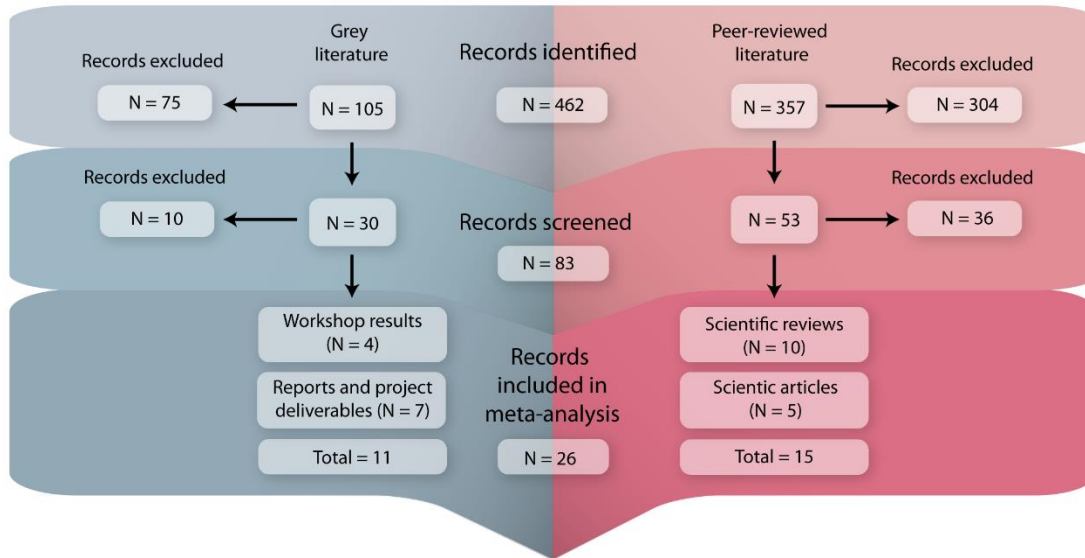 Grey
literature
Records identified
Peer-reviewed
literature
Records excluded
Records excluded
N = 75
N = 105
N = 462
N = 357
N = 304
Records excluded
Records excluded
N = 10
N = 30
Records screened
N = 53
N = 36
N = 83
Workshop results
(N = 4)
Reports and project
deliverables (N = 7)
Total = 11
Records
included in
meta-analysis
N = 26
Scientific reviews
(N = 10)
Scientic articles
(N = 5)
Total = 15